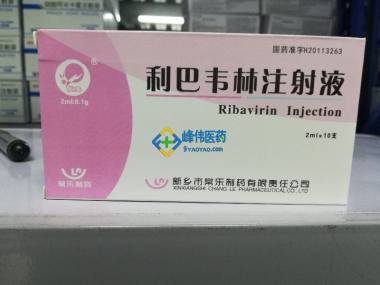 国药准字H20113263
2ml:0.1g
利巴韦林注射液
Ribavirin Injection
峰伟医药
9YAOYAO.com
2ml×10支
常乐制药
新乡市常乐制药有限责任公司
XINXIANGSHI CHANG LE PHARMACEUTICAL CO.,LTD